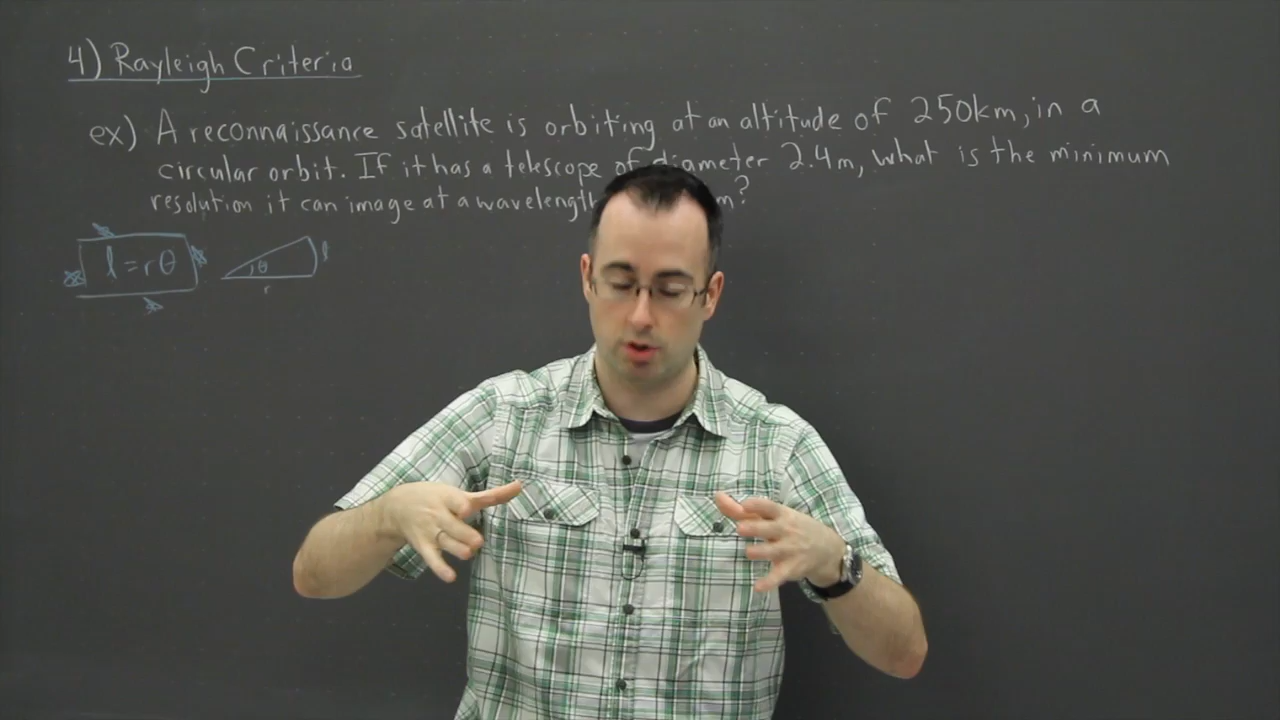 4) Rayleigh Criteria
ex) A reconnaissance satellite is orbiting at an altitude of 250km, in a
circular orbit. If it has a telescope of diameter 2.4m, what is the minimum
resolution it can image at a wavelength m?
l = rθ
θ
l
r